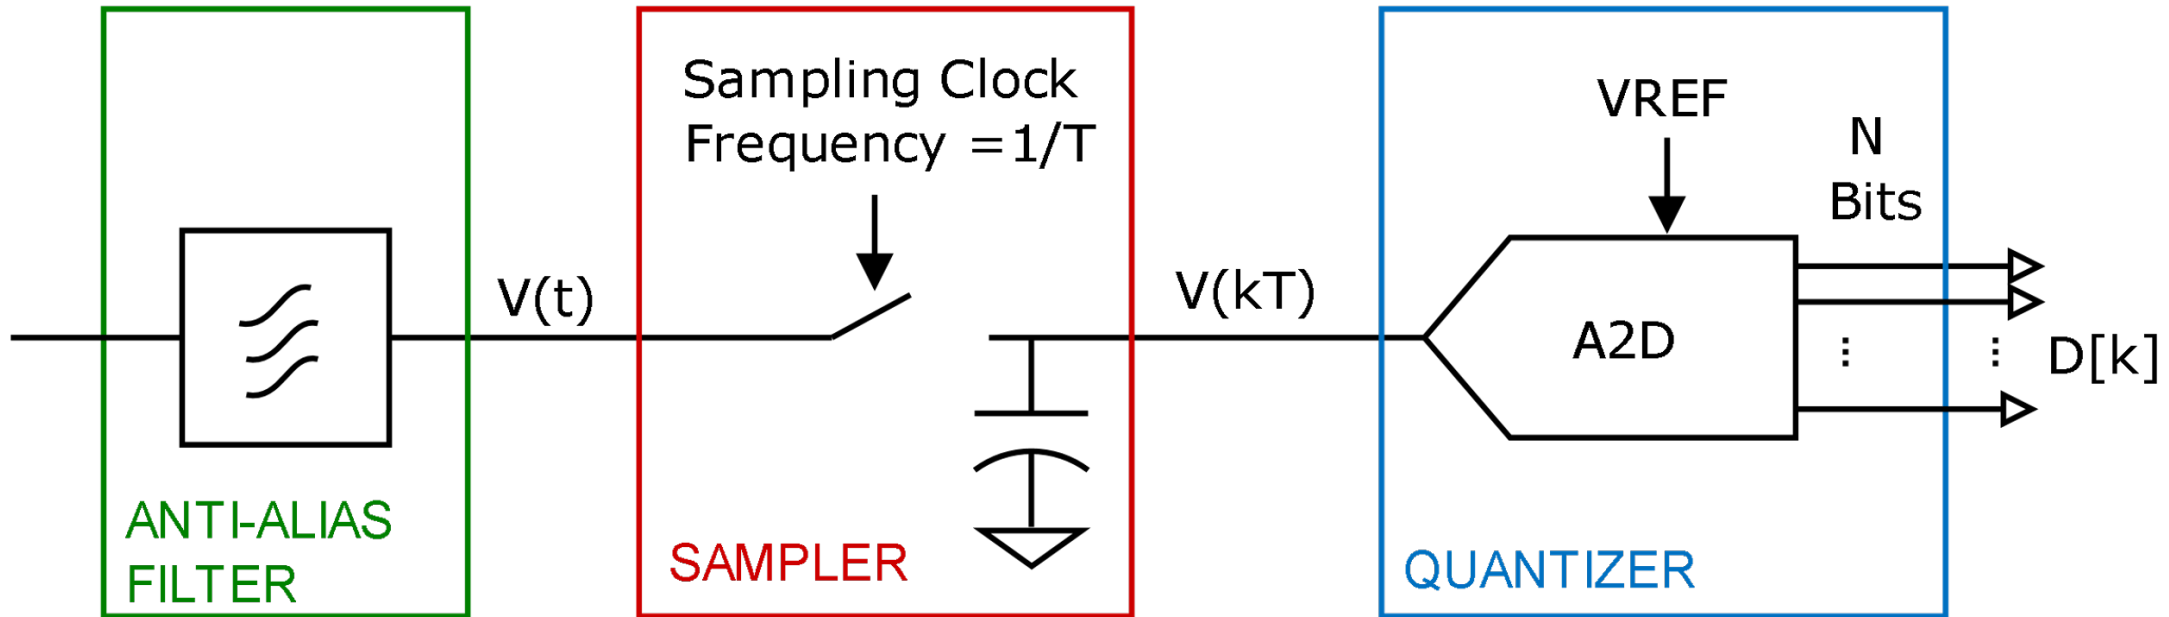 ANTI-ALIAS
FILTER
V(t)
Sampling Clock
Frequency =1/T
SAMPLER
V(kT)
VREF
N
Bits
A2D
⋮ ⋮
D[k]
QUANTIZER